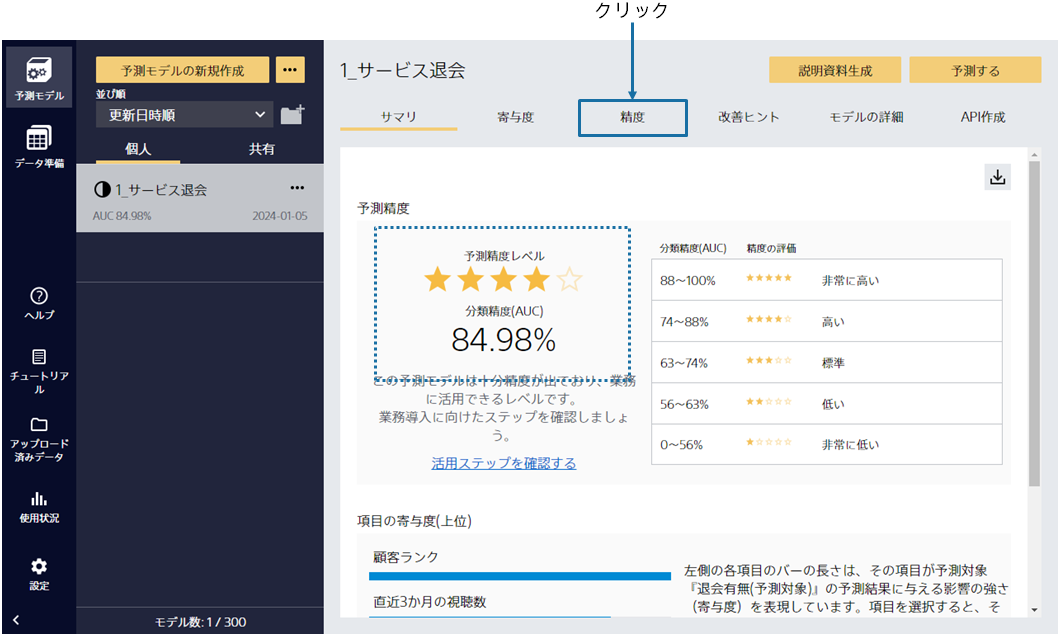 クリック
予測モデル
データ準備
ヘルプ
チュートリア
ル
アップロード
済みデータ
使用状況
設定
予測モデルの新規作成
並び順
更新日時順
個人
共有
1_サービス退会
AUC 84.98%
2024-01-05
モデル数: 1 / 300
1_サービス退会
説明資料生成
予測する
サマリ
寄与度
精度
改善ヒント
モデルの詳細
API作成
予測精度
予測精度レベル
分類精度(AUC)
84.98%
この予測モデルは十分精度が出ており、業務
に活用できるレベルです。
業務導入に向けたステップを確認しましょ
う。
活用ステップを確認する
分類精度(AUC) 精度の評価
88～100% ★★★★★ 非常に高い
74～88% ★★★★☆ 高い
63～74% ★★★☆☆ 標準
56～63% ★★☆☆☆ 低い
0～56% ★☆☆☆☆ 非常に低い
項目の寄与度(上位)
顧客ランク
直近3か月の視聴数
左側の各項目のバーの長さは、その項目が予測対象
『退会有無(予測対象)』の予測結果に与える影響の強さ
（寄与度）を表現しています。項目を選択すると、そ